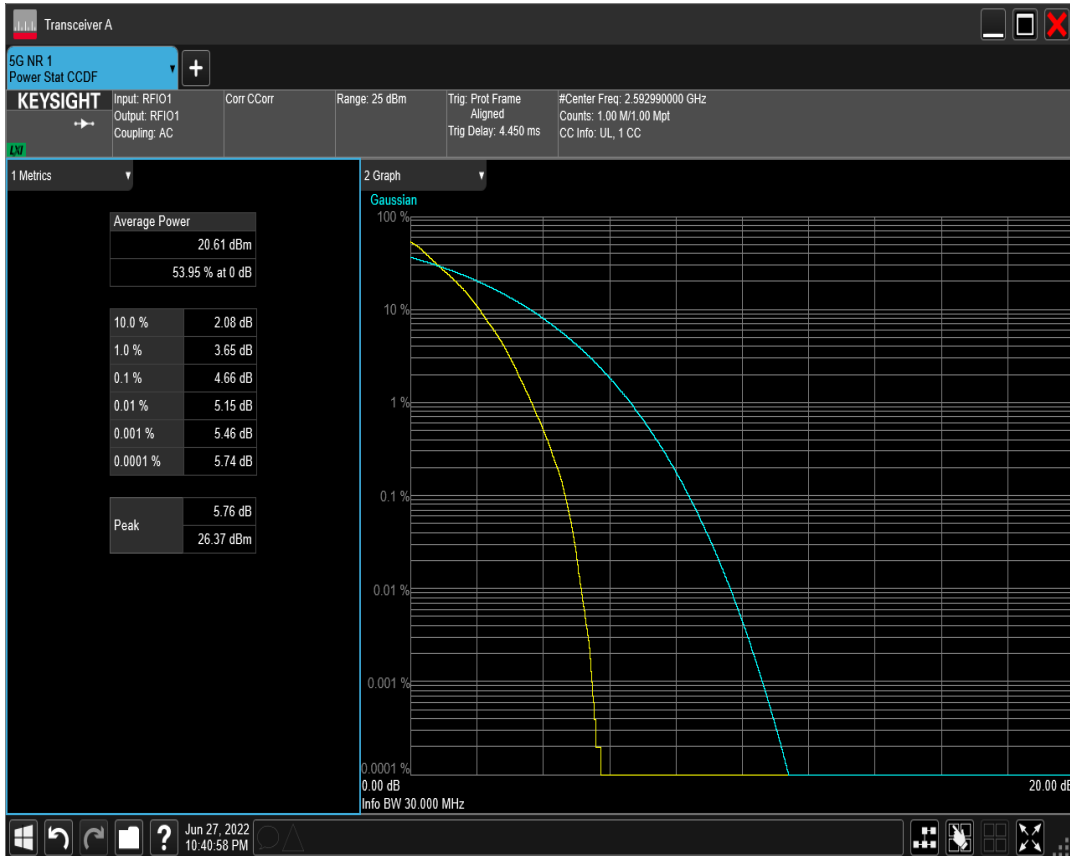 Transceiver A
5G NR 1
Power Stat CCDF
+
KEYSIGHT
LXI
Input: RFIO1
Output: RFIO1
Coupling: AC
Corr CCorr
Range: 25 dBm
Trig: Prot Frame
Aligned
Trig Delay: 4.450 ms
#Center Freq: 2.592990000 GHz
Counts: 1.00 M/1.00 Mpt
CC Info: UL, 1 CC
1 Metrics
Average Power
20.61 dBm
53.95 % at 0 dB
10.0 % 2.08 dB
1.0 % 3.65 dB
0.1 % 4.66 dB
0.01 % 5.15 dB
0.001 % 5.46 dB
0.0001 % 5.74 dB
Peak
5.76 dB
26.37 dBm
2 Graph
Gaussian
100 %
10 %
1 %
0.1 %
0.01 %
0.001 %
0.0001 %
0.00 dB
20.00 dB
Info BW 30.000 MHz
?
Jun 27, 2022
10:40:58 PM